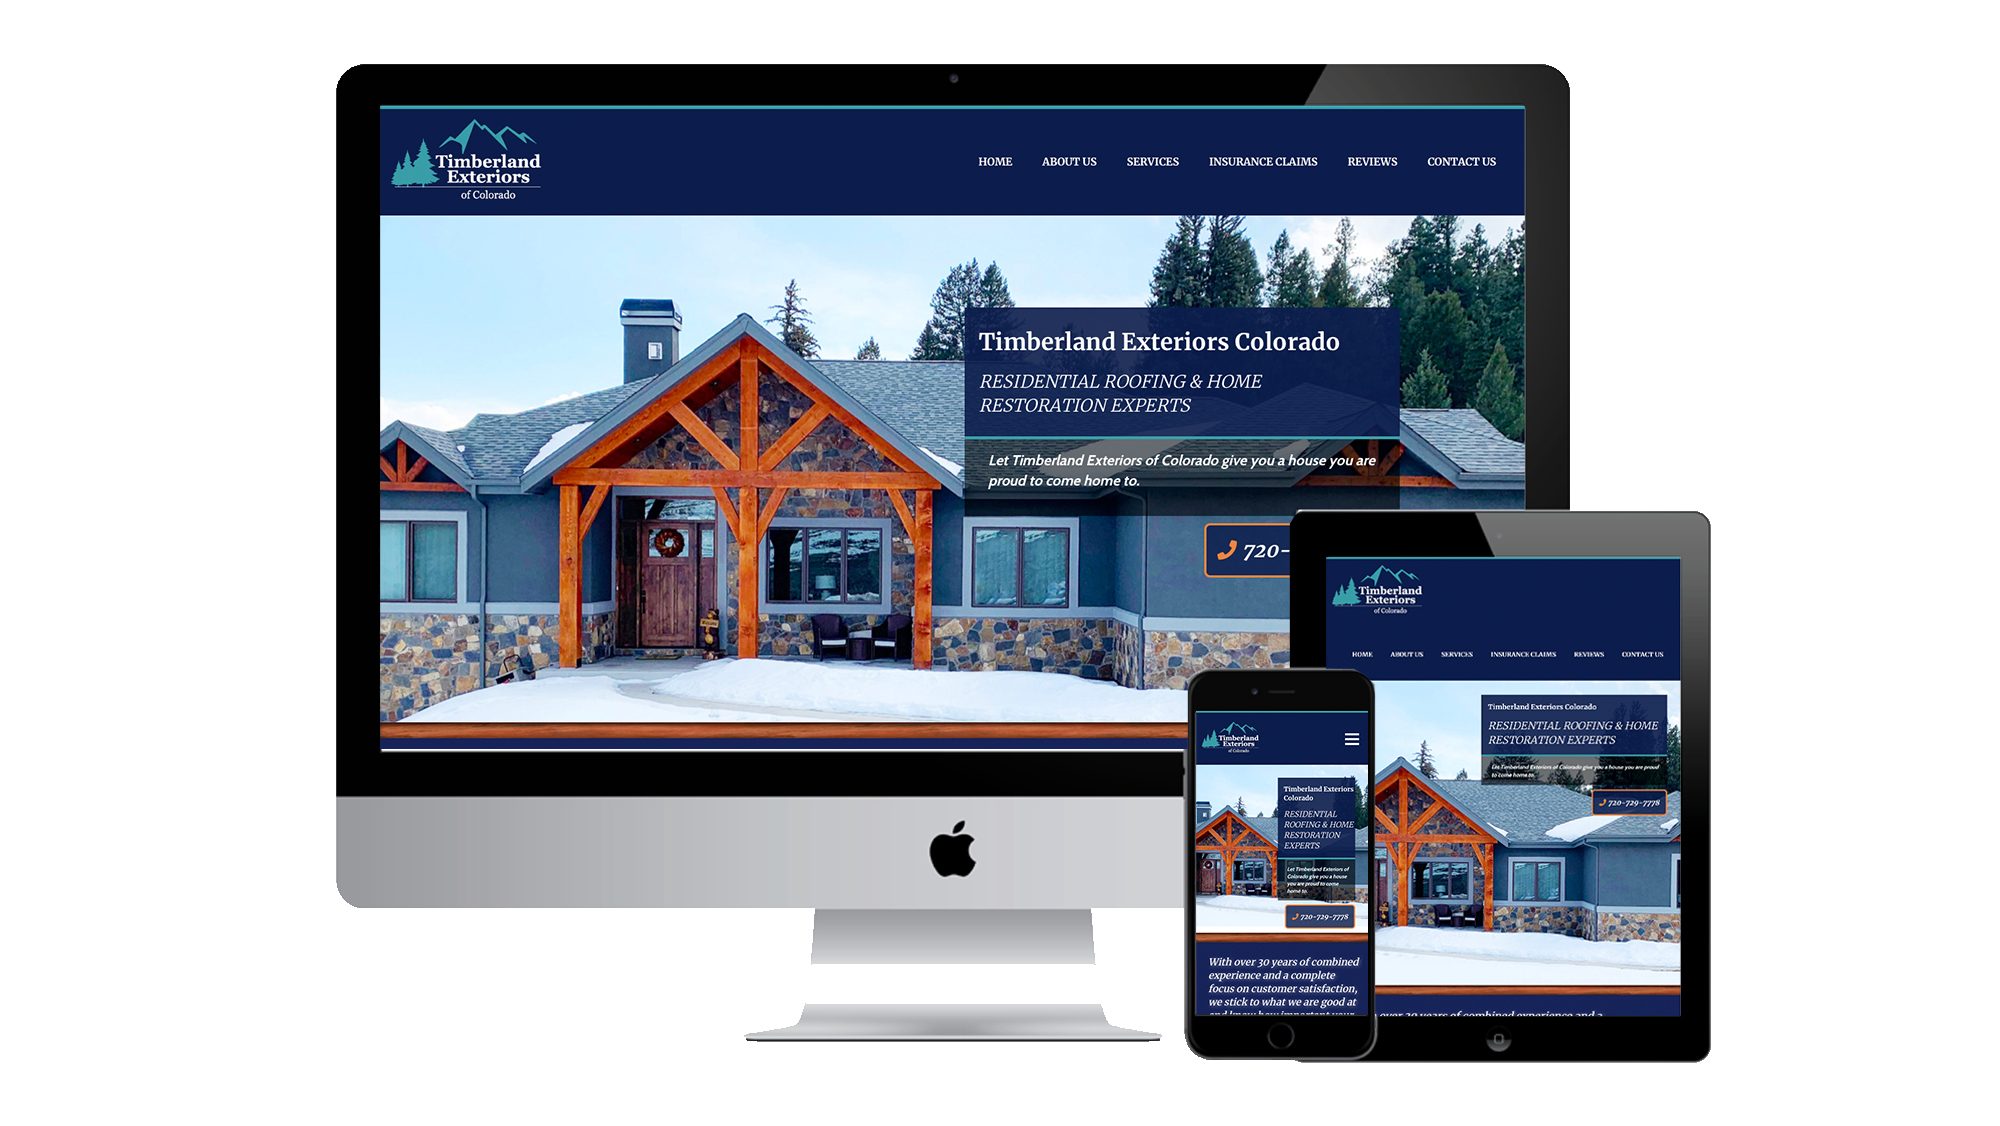 Timberland
Exteriors
of Colorado
HOME ABOUT US SERVICES INSURANCE CLAIMS REVIEWS CONTACT US
Timberland Exteriors Colorado
RESIDENTIAL ROOFING & HOME
RESTORATION EXPERTS
Let Timberland Exteriors of Colorado give you a house you are
proud to come home to.
720-
Timberland
Exteriors
of Colorado
HOME ABOUT US SERVICES INSURANCE CLAIMS REVIEWS CONTACT US
Timberland Exteriors Colorado
RESIDENTIAL ROOFING & HOME
RESTORATION EXPERTS
Let Timberland Exteriors of Colorado give you a house you are proud
to come home to.
720-729-7778
over 30 years of combined experience and a
Timberland
Exteriors
of Colorado
Timberland Exteriors
Colorado
RESIDENTIAL
ROOFING & HOME
RESTORATION
EXPERTS
Let Timberland Exteriors of
Colorado give you a house
you are proud to come
home to.
720-729-7778
With over 30 years of combined
experience and a complete
focus on customer satisfaction,
we stick to what we are good at
and know how important your